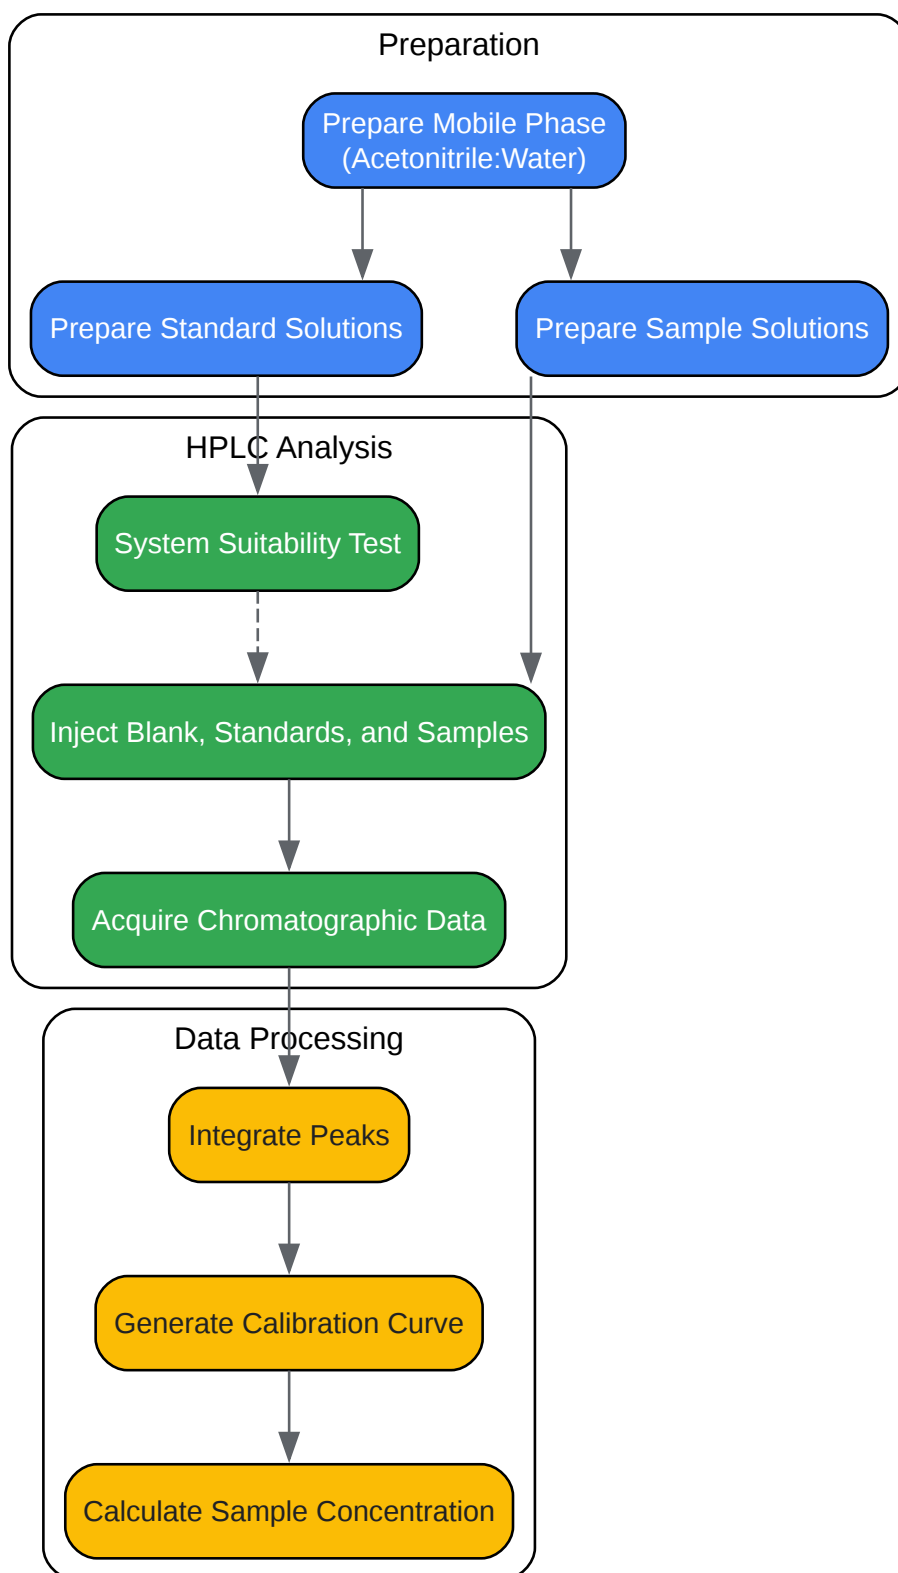 Preparation
Prepare Mobile Phase
(Acetonitrile:Water)
Prepare Standard Solutions
Prepare Sample Solutions
HPLC Analysis
System Suitability Test
Inject Blank, Standards, and Samples
Acquire Chromatographic Data
Data Processing
Integrate Peaks
Generate Calibration Curve
Calculate Sample Concentration